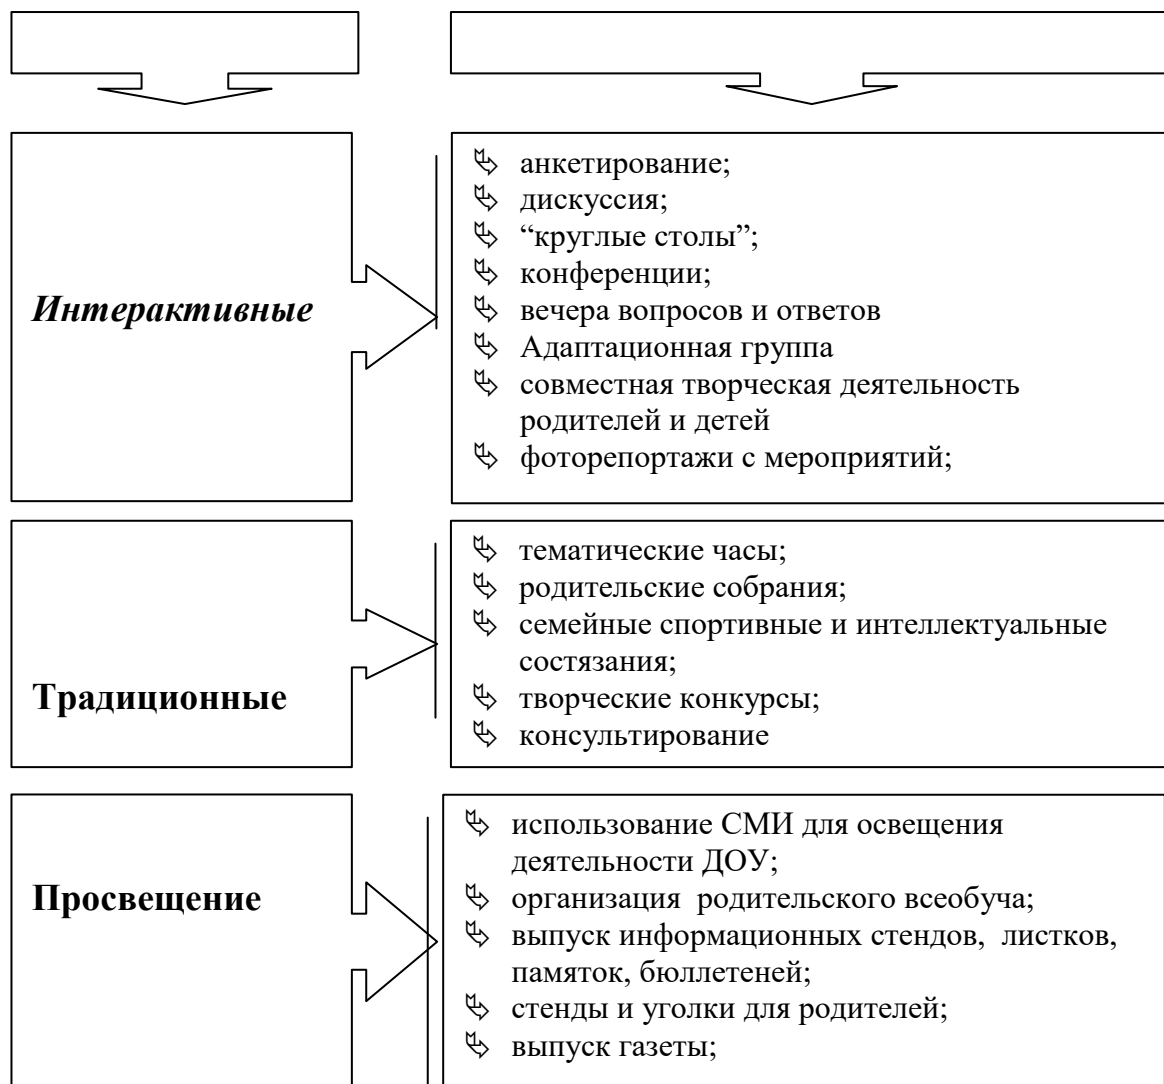 Интерактивные
анкетирование;
дискуссия;
“круглые столы”;
конференции;
вечера вопросов и ответов
Адаптационная группа
совместная творческая деятельность
родителей и детей
фоторепортажи с мероприятий;
Традиционные
тематические часы;
родительские собрания;
семейные спортивные и интеллектуальные
состязания;
творческие конкурсы;
консультирование
Просвещение
использование СМИ для освещения
деятельности ДОУ;
организация  родительского всеобуча;
выпуск информационных стендов,  листков,
памяток, бюллетеней;
стенды и уголки для родителей;
выпуск газеты;